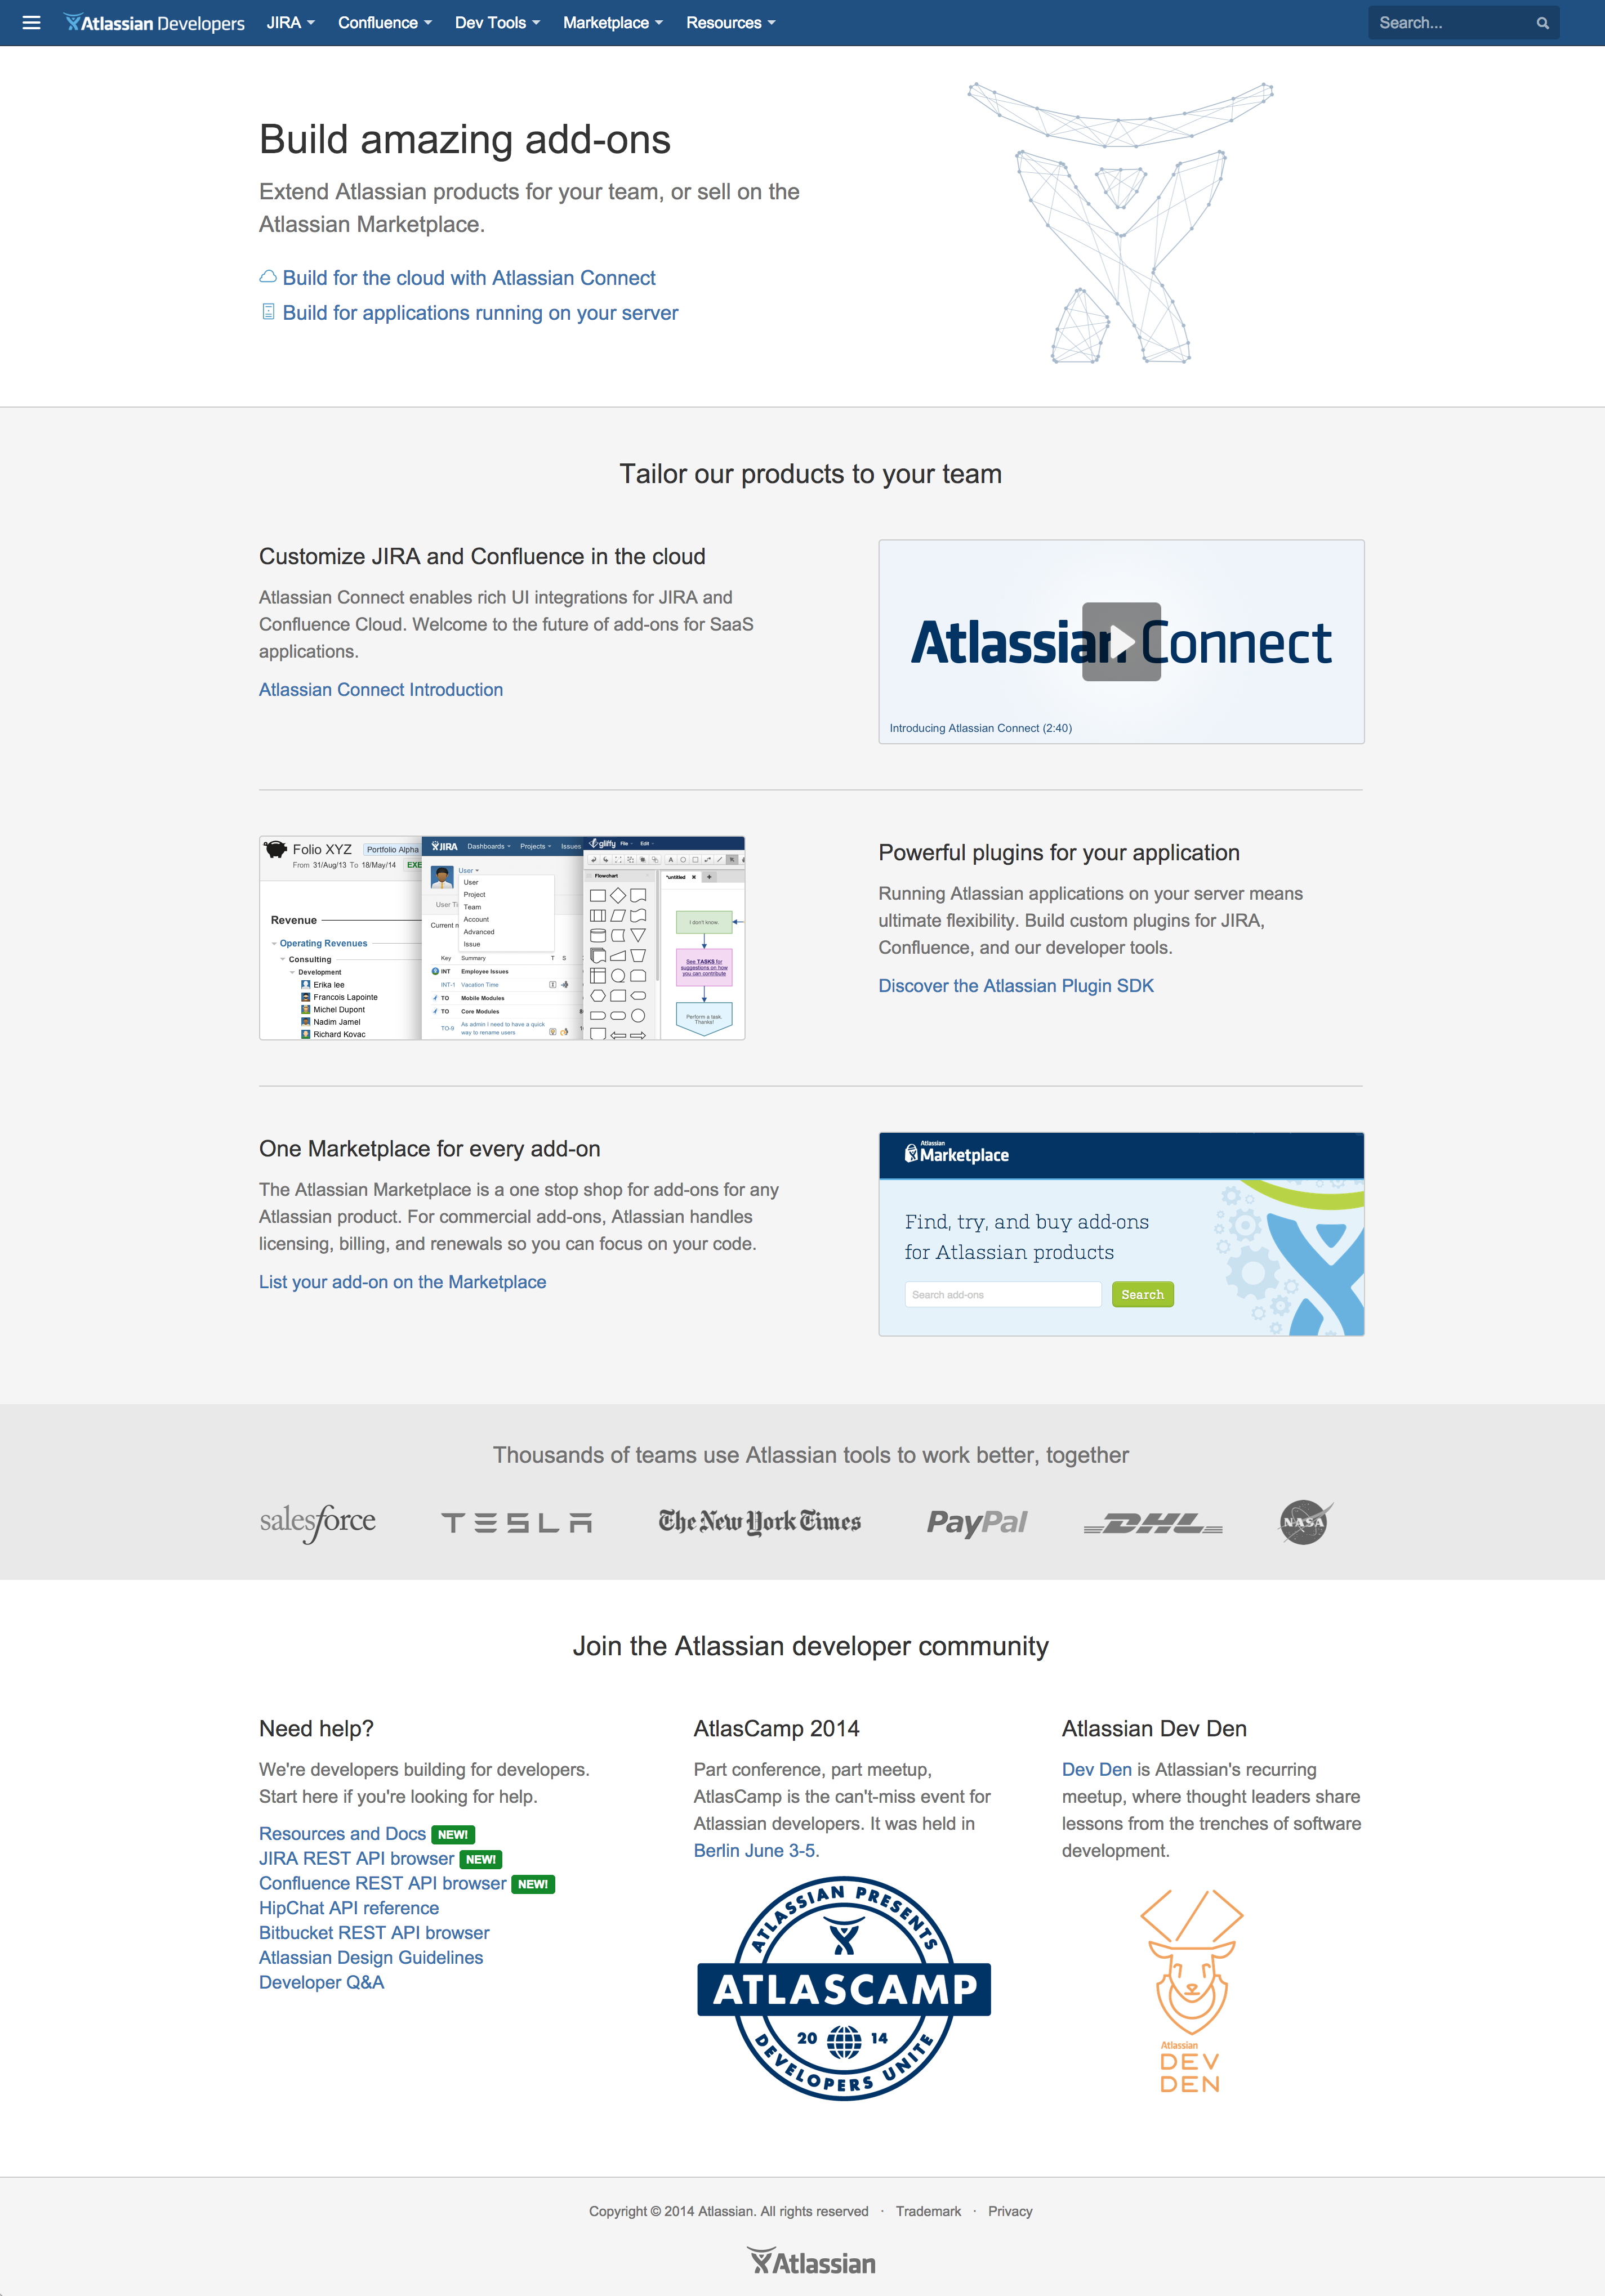 Atlassian Developers JIRA Confluence Dev Tools Marketplace Resources Search...
Build amazing add-ons
Extend Atlassian products for your team, or sell on the
Atlassian Marketplace.
Build for the cloud with Atlassian Connect
Build for applications running on your server
Tailor our products to your team
Customize JIRA and Confluence in the cloud
Atlassian Connect enables rich UI integrations for JIRA and
Confluence Cloud. Welcome to the future of add-ons for SaaS
applications.
Atlassian Connect Introduction
Atlassian Connect
Introducing Atlassian Connect (2:40)
Folio XYZ Portfolio Alpha
From 31/Aug/13 To 18/May/14 EXE
Revenue
Operating Revenues
Consulting
Development
Erika lee
Francois Lapointe
Michel Dupont
Nadim Jamel
Richard Kovac
JIRA Dashboards Projects Issues
User
User
Project
Team
Account
Advanced
Issue
User Ti
Current n
Key Summary T S
INT Employee Issues
INT-1 Vacation Time
TO Mobile Modules
TO Core Modules
TO-9 As admin I need to have a quick
way to rename users
gliffy File Edit
Flowchart
*untitled
I don't know.
See TASKS for
suggestions on how
you can contribute
Perform a task.
Thanks!
Powerful plugins for your application
Running Atlassian applications on your server means
ultimate flexibility. Build custom plugins for JIRA,
Confluence, and our developer tools.
Discover the Atlassian Plugin SDK
One Marketplace for every add-on
The Atlassian Marketplace is a one stop shop for add-ons for any
Atlassian product. For commercial add-ons, Atlassian handles
licensing, billing, and renewals so you can focus on your code.
List your add-on on the Marketplace
Atlassian
Marketplace
Find, try, and buy add-ons
for Atlassian products
Search add-ons Search
Thousands of teams use Atlassian tools to work better, together
salesforce TESLA The New York Times PayPal DHL NASA
Join the Atlassian developer community
Need help?
We're developers building for developers.
Start here if you're looking for help.
Resources and Docs NEW!
JIRA REST API browser NEW!
Confluence REST API browser NEW!
HipChat API reference
Bitbucket REST API browser
Atlassian Design Guidelines
Developer Q&A
AtlasCamp 2014
Part conference, part meetup,
AtlasCamp is the can't-miss event for
Atlassian developers. It was held in
Berlin June 3-5.
ATLASSIAN PRESENTS
ATLASCAMP
20 14
DEVELOPERS UNITE
Atlassian Dev Den
Dev Den is Atlassian's recurring
meetup, where thought leaders share
lessons from the trenches of software
development.
Atlassian
DEV
DEN
Copyright © 2014 Atlassian. All rights reserved · Trademark · Privacy
Atlassian